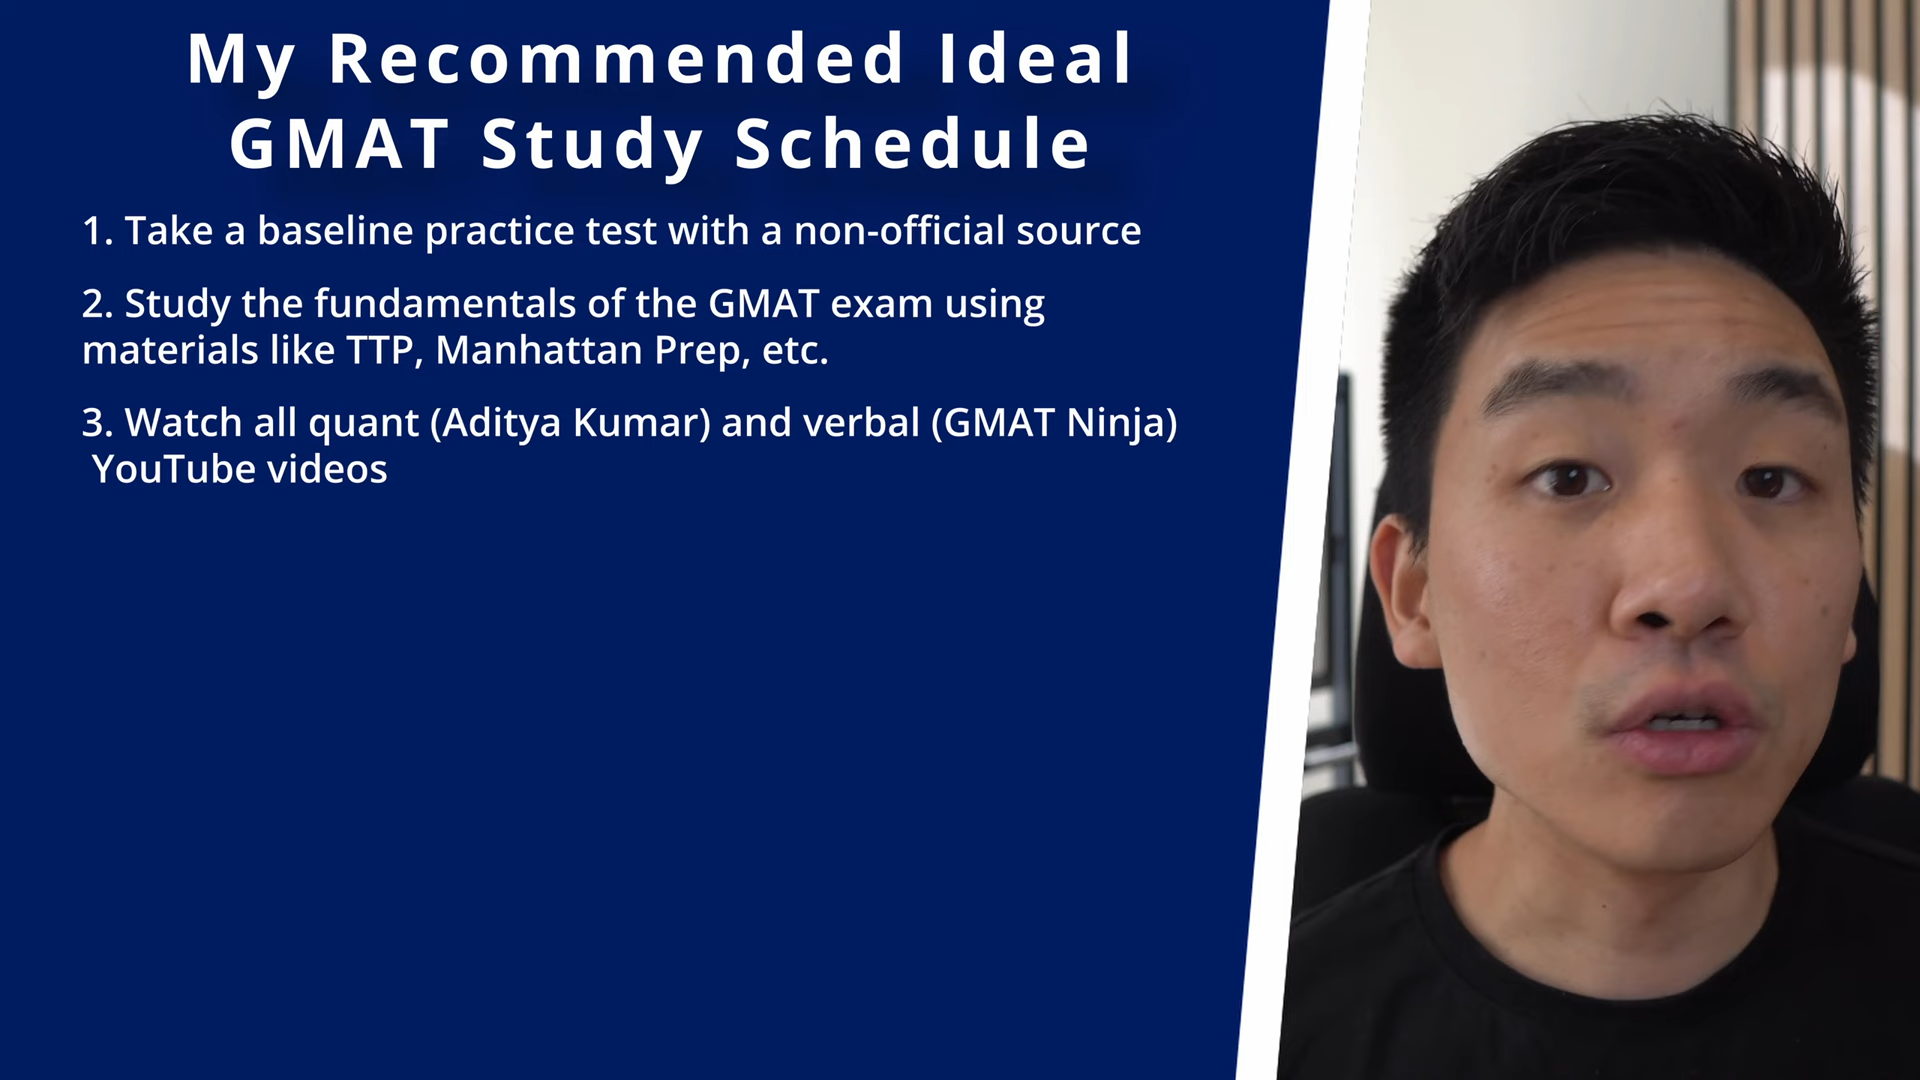 My Recommended Ideal
GMAT Study Schedule
1. Take a baseline practice test with a non-official source
2. Study the fundamentals of the GMAT exam using
materials like TTP, Manhattan Prep, etc.
3. Watch all quant (Aditya Kumar) and verbal (GMAT Ninja)
YouTube videos